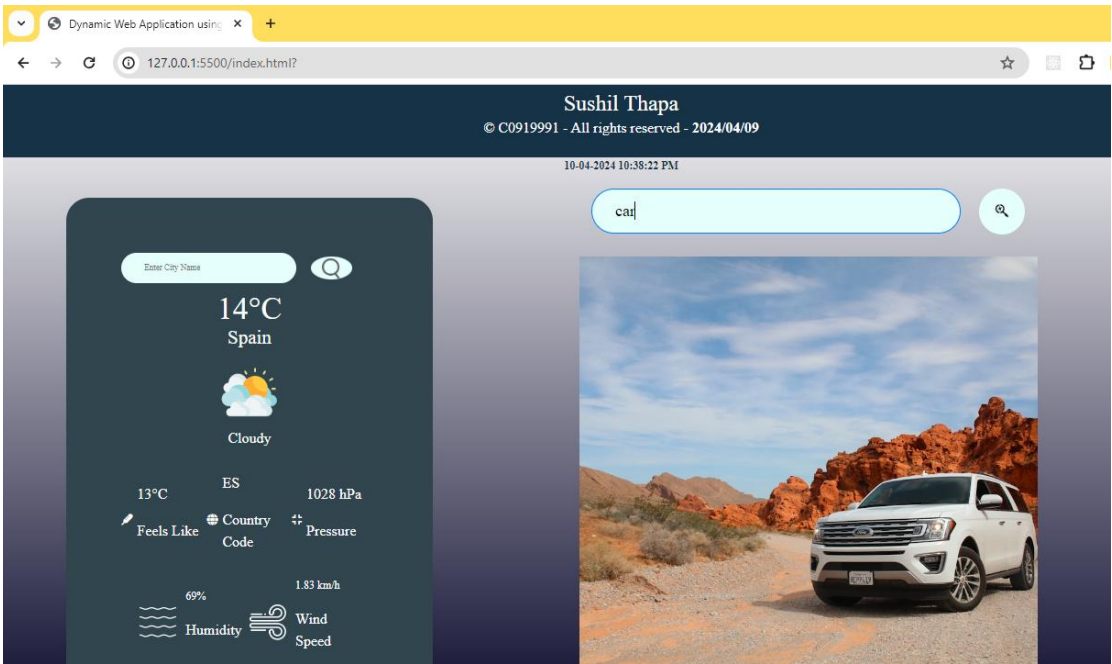 Dynamic Web Application using
127.0.0.1:5500/index.html?
Sushil Thapa
© C0919991 - All rights reserved - 2024/04/09
10-04-2024 10:38:22 PM
car
Enter City Name
14°C
Spain
Cloudy
13°C
Feels Like
ES
Country
Code
1028 hPa
Pressure
69%
Humidity
1.83 km/h
Wind
Speed